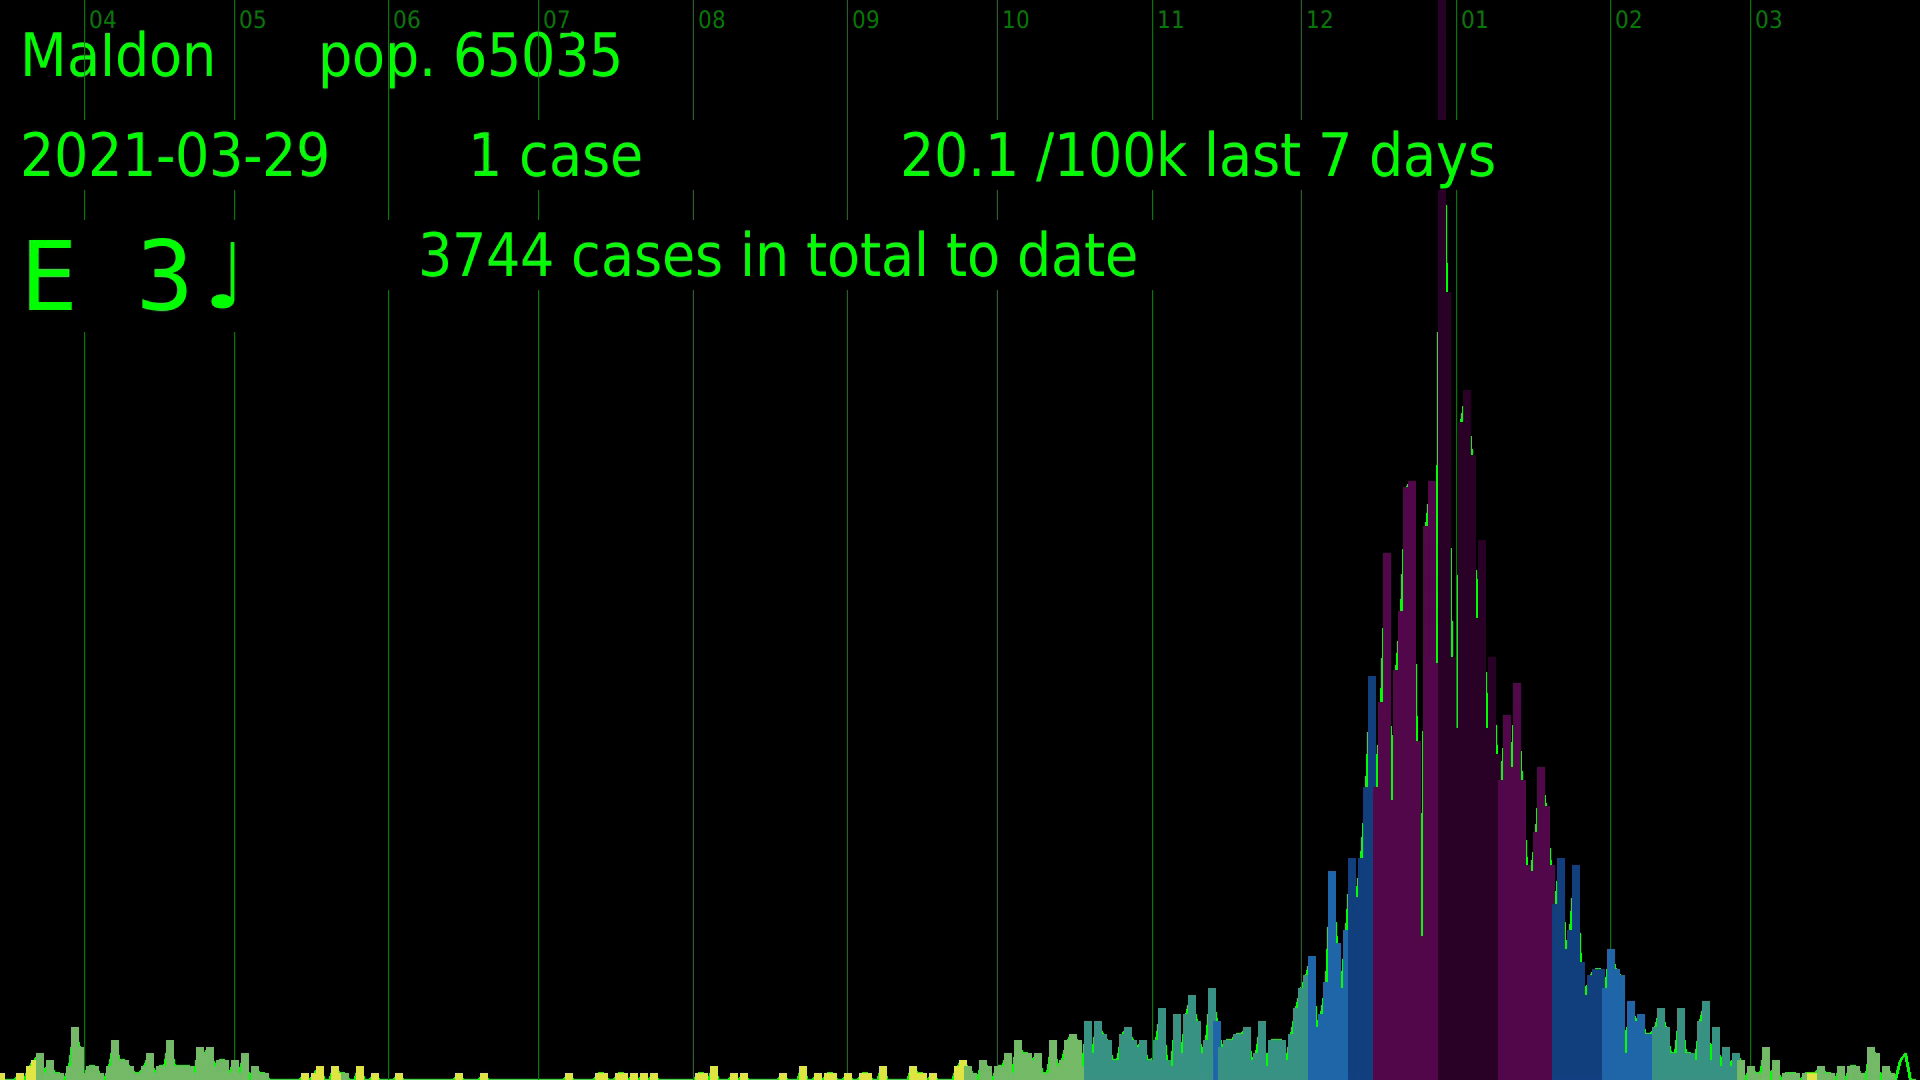 04 05 06 07 08 09 10 11 12 01 02 03
Maldon pop. 65035
2021-03-29 1 case 20.1 /100k last 7 days
E 3♩ 3744 cases in total to date